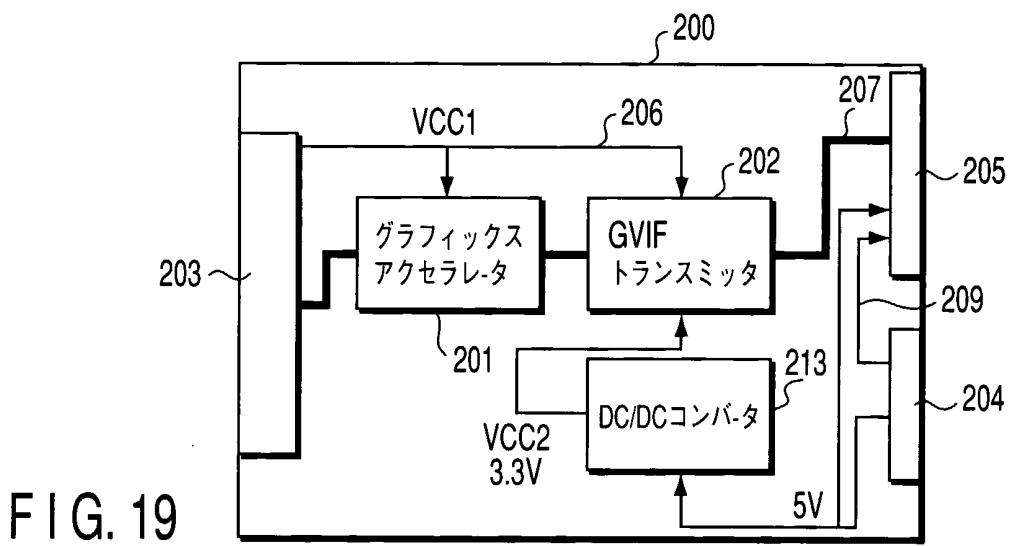 200
VCC1
206
207
202
205
グラフィックス
アクセラレ-タ
GVIF
トランスミッタ
203
209
201
213
204
DC/DCコンバ-タ
VCC2
3.3V
5V
FIG. 19